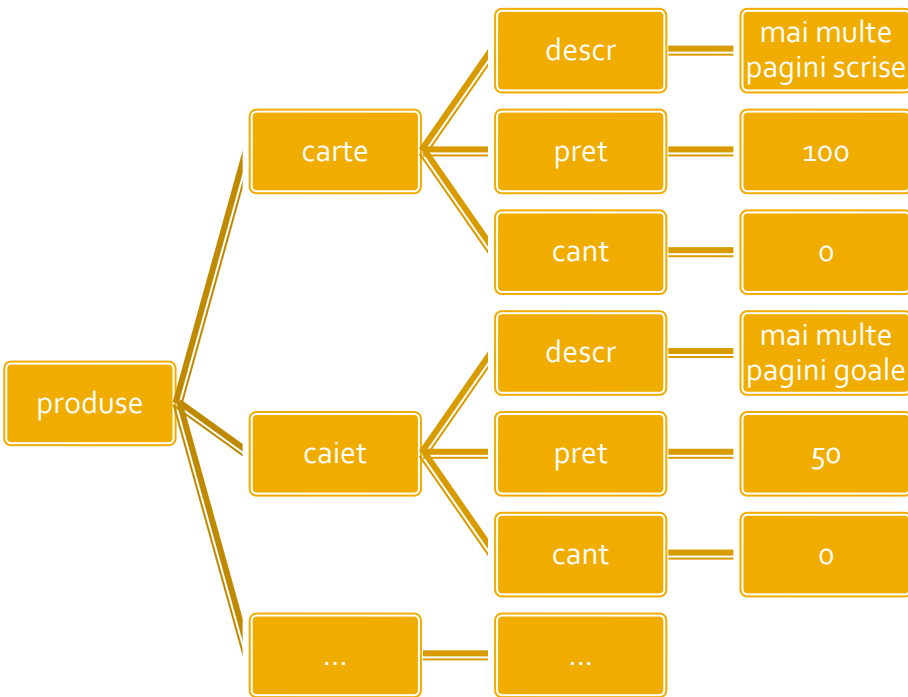 produse
carte
descr
mai multe
pagini scrise
pret
100
cant
0
caiet
descr
mai multe
pagini goale
pret
50
cant
0
...
...